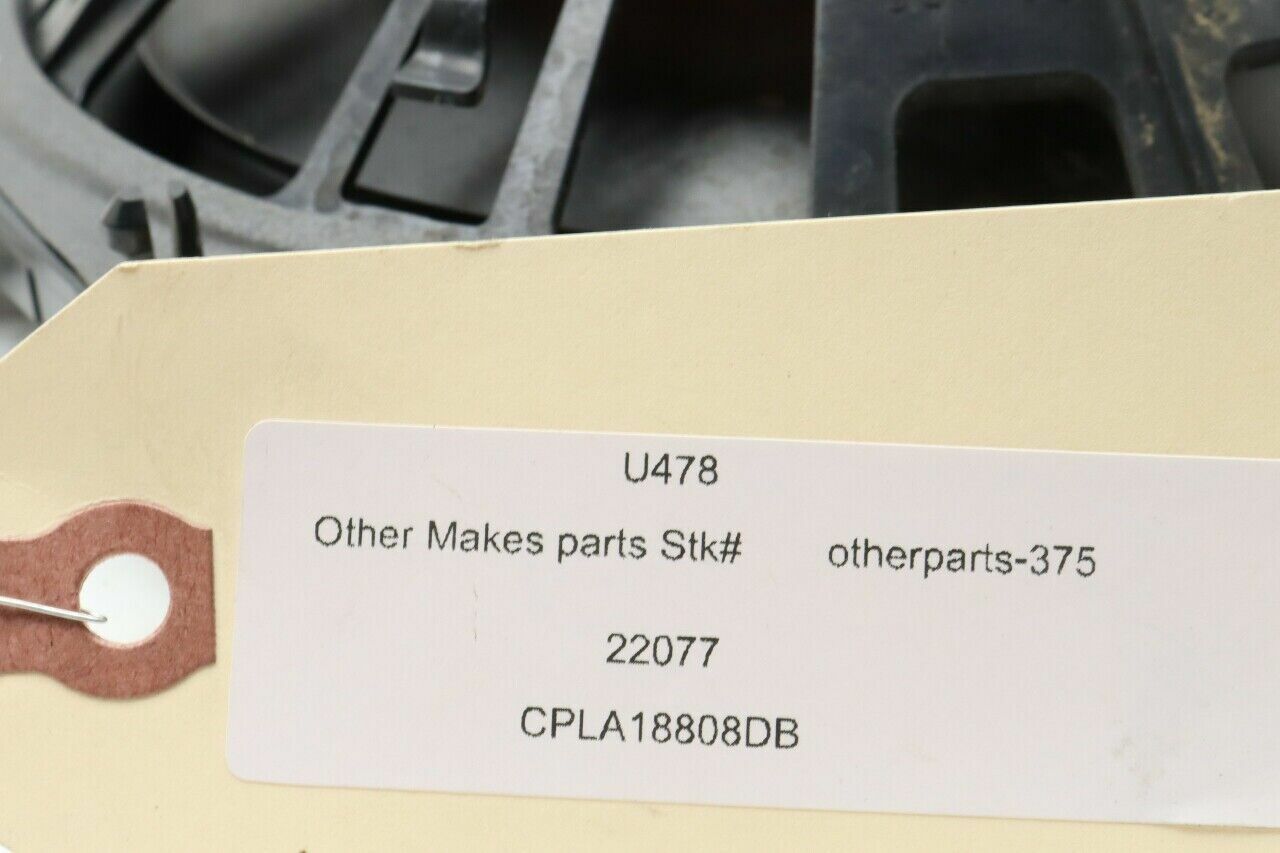 U478
Other Makes parts Stk# otherparts-375
22077
CPLA18808DB